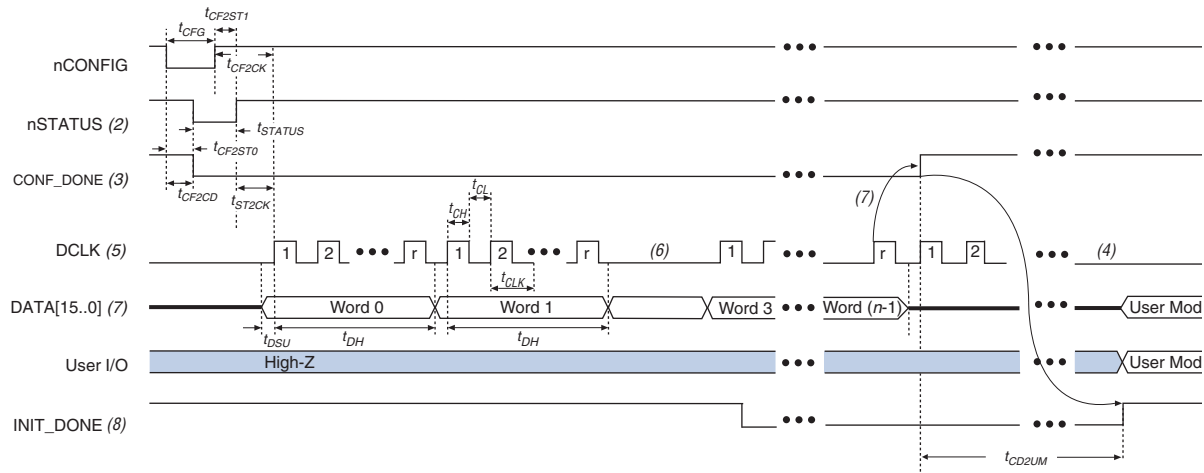 tCF2ST1
tCFG
nCONFIG
tCF2CK
nSTATUS (2)
tSTATUS
tCF2ST0
CONF_DONE (3)
tCF2CD
tST2CK
tCL
tCH
(7)
DCLK (5)
1 2 r 1 2 r (6) 1 r 1 2 (4)
tCLK
DATA[15..0] (7)
Word 0 Word 1 Word 3 Word (n-1) User Mod
tDSU tDH tDH
User I/O
High-Z User Mod
INIT_DONE (8)
tCD2UM